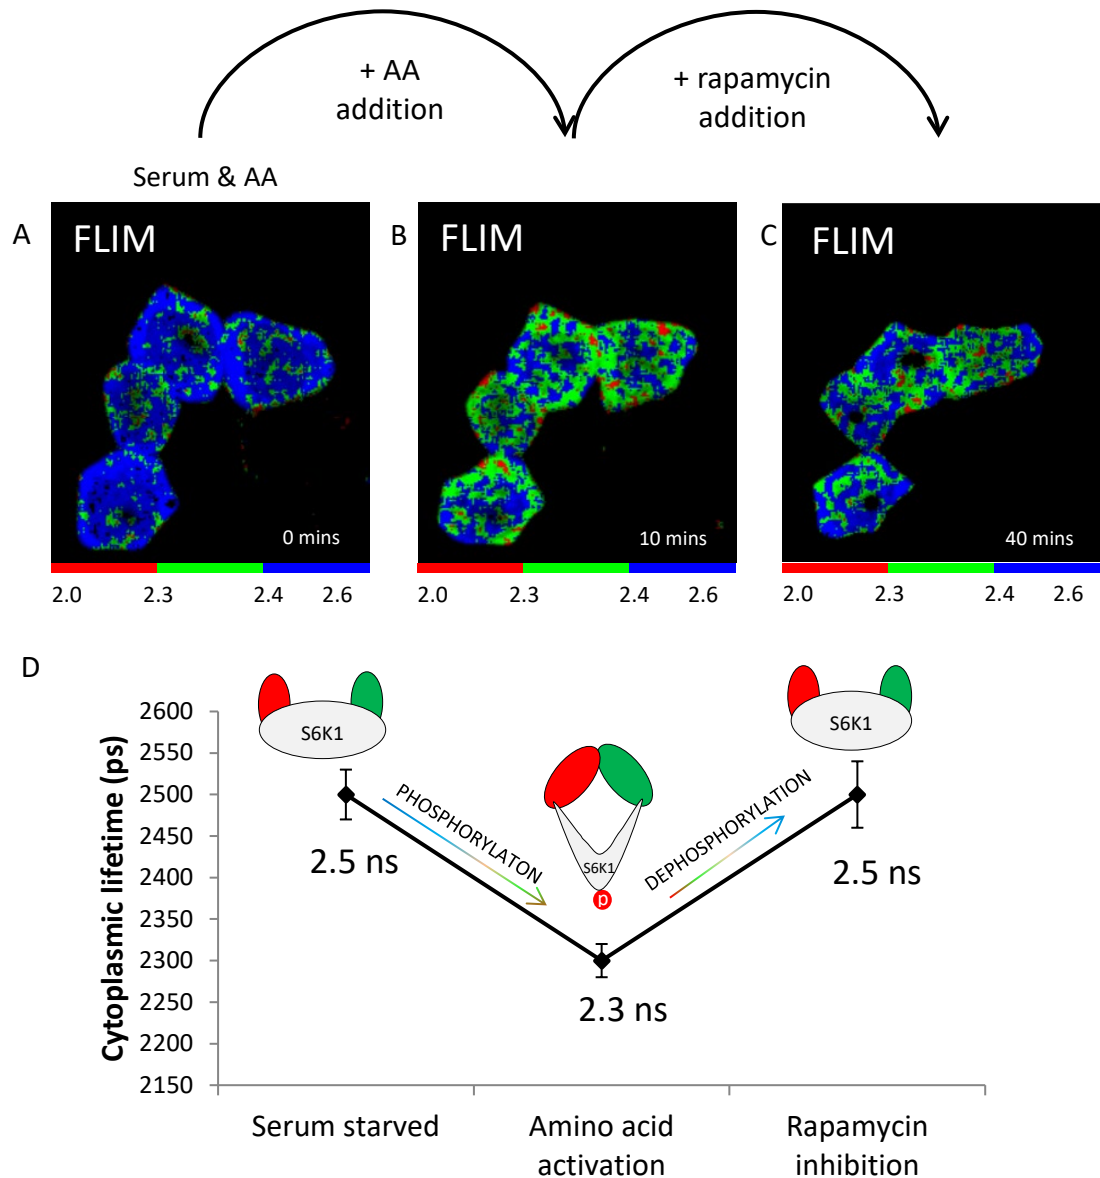 + AA
addition
+ rapamycin
addition
Serum & AA
A
FLIM
0 mins
2.0 2.3 2.4 2.6
B
FLIM
10 mins
2.0 2.3 2.4 2.6
C
FLIM
40 mins
2.0 2.3 2.4 2.6
D
Cytoplasmic lifetime (ps)
2600
2550
2500
2450
2400
2350
2300
2250
2200
2150
S6K1
PHOSPHORYLATON
2.5 ns
S6K1
p
2.3 ns
DEPHOSPHORYLATION
S6K1
2.5 ns
Serum starved
Amino acid
activation
Rapamycin
inhibition